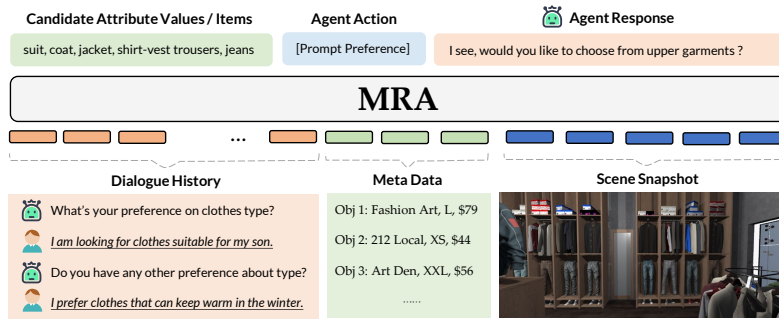 Candidate Attribute Values / Items
Agent Action
Agent Response
suit, coat, jacket, shirt-vest trousers, jeans
[Prompt Preference]
I see, would you like to choose from upper garments ?
MRA
...
Dialogue History
Meta Data
Scene Snapshot
What's your preference on clothes type?
I am looking for clothes suitable for my son.
Do you have any other preference about type?
I prefer clothes that can keep warm in the winter.
Obj 1: Fashion Art, L, $79
Obj 2: 212 Local, XS, $44
Obj 3: Art Den, XXL, $56
......